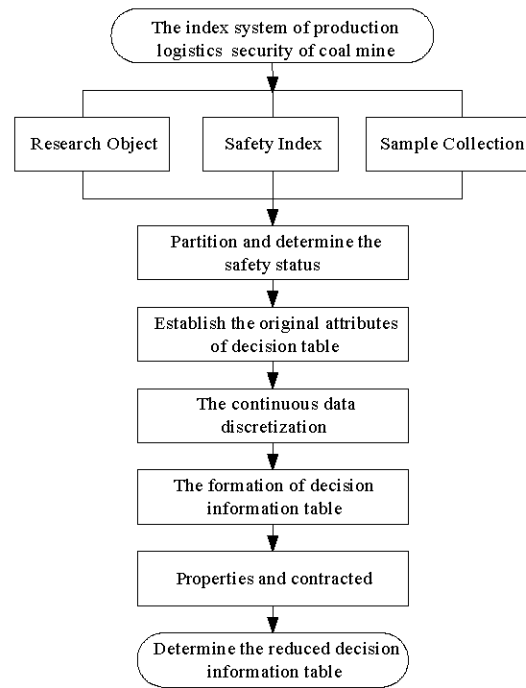 The index system of production
logistics security of coal mine
Research Object
Safety Index
Sample Collection
Partition and determine the
safety status
Establish the original attributes
of decision table
The continuous data
discretization
The formation of decision
information table
Properties and contracted
Determine the reduced decision
information table